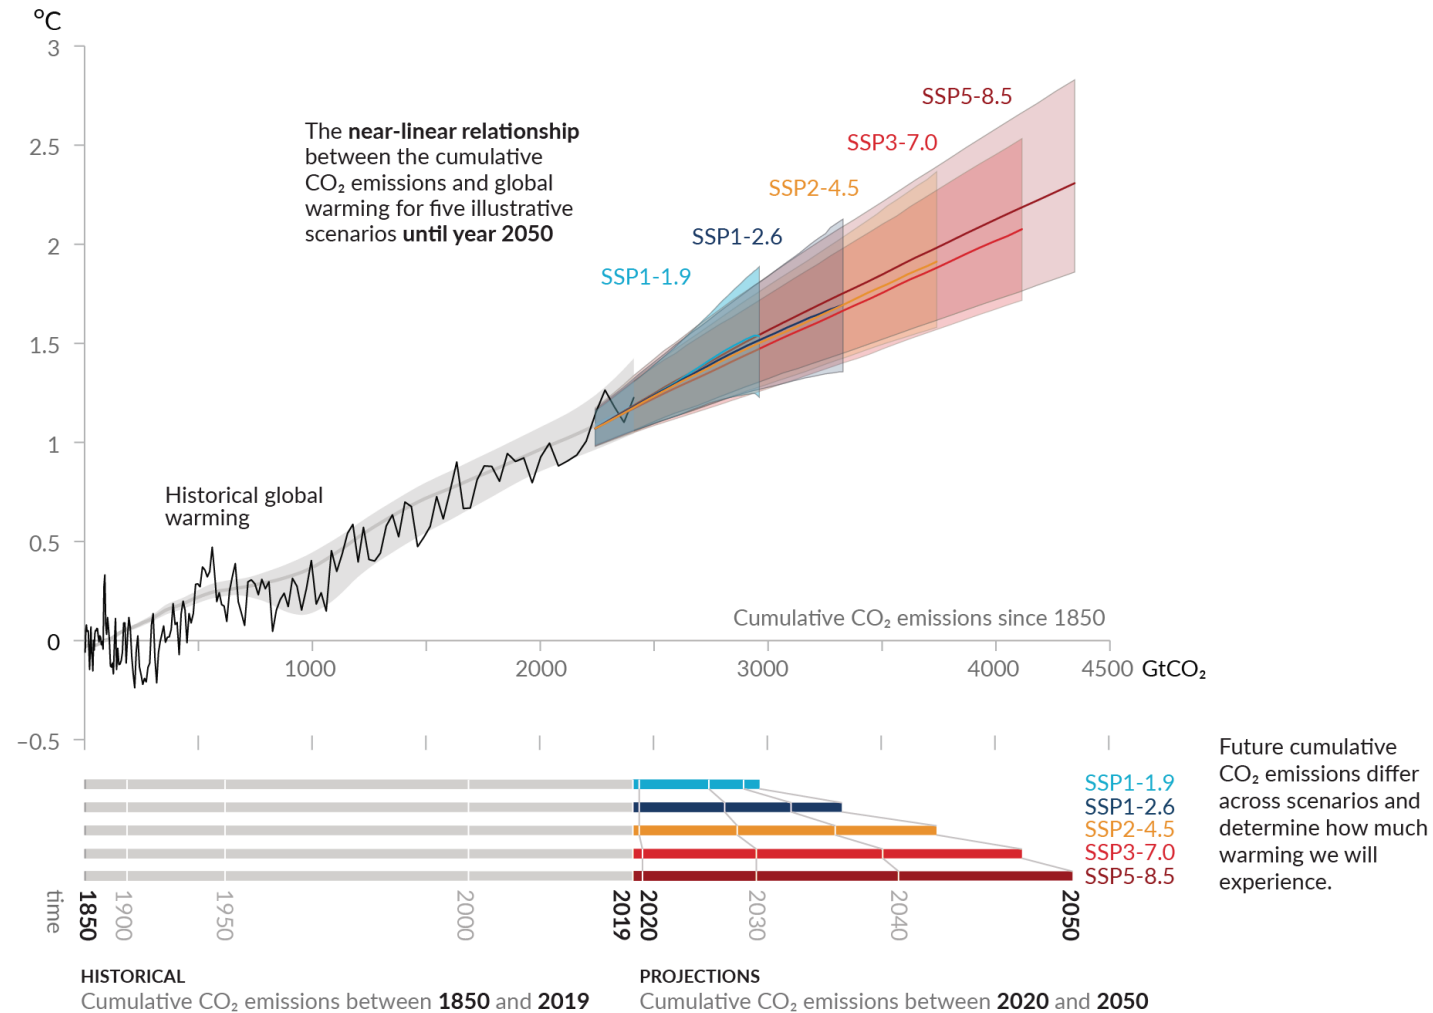 °C
3
2.5
2
1.5
1
0.5
0
−0.5
The near-linear relationship
between the cumulative
CO₂ emissions and global
warming for five illustrative
scenarios until year 2050
SSP5-8.5
SSP3-7.0
SSP2-4.5
SSP1-2.6
SSP1-1.9
Historical global
warming
Cumulative CO₂ emissions since 1850
1000 2000 3000 4000 4500 GtCO₂
Future cumulative
CO₂ emissions differ
across scenarios and
determine how much
warming we will
experience.
SSP1-1.9
SSP1-2.6
SSP2-4.5
SSP3-7.0
SSP5-8.5
time 1850 1900 1950 2000 2019 2020 2030 2040 2050
HISTORICAL
Cumulative CO₂ emissions between 1850 and 2019
PROJECTIONS
Cumulative CO₂ emissions between 2020 and 2050